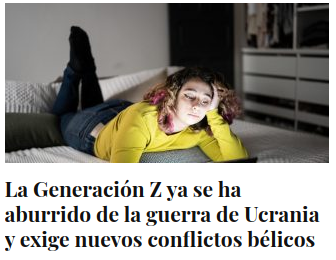 La Generación Z ya se ha
aburrido de la guerra de Ucrania
y exige nuevos conflictos bélicos